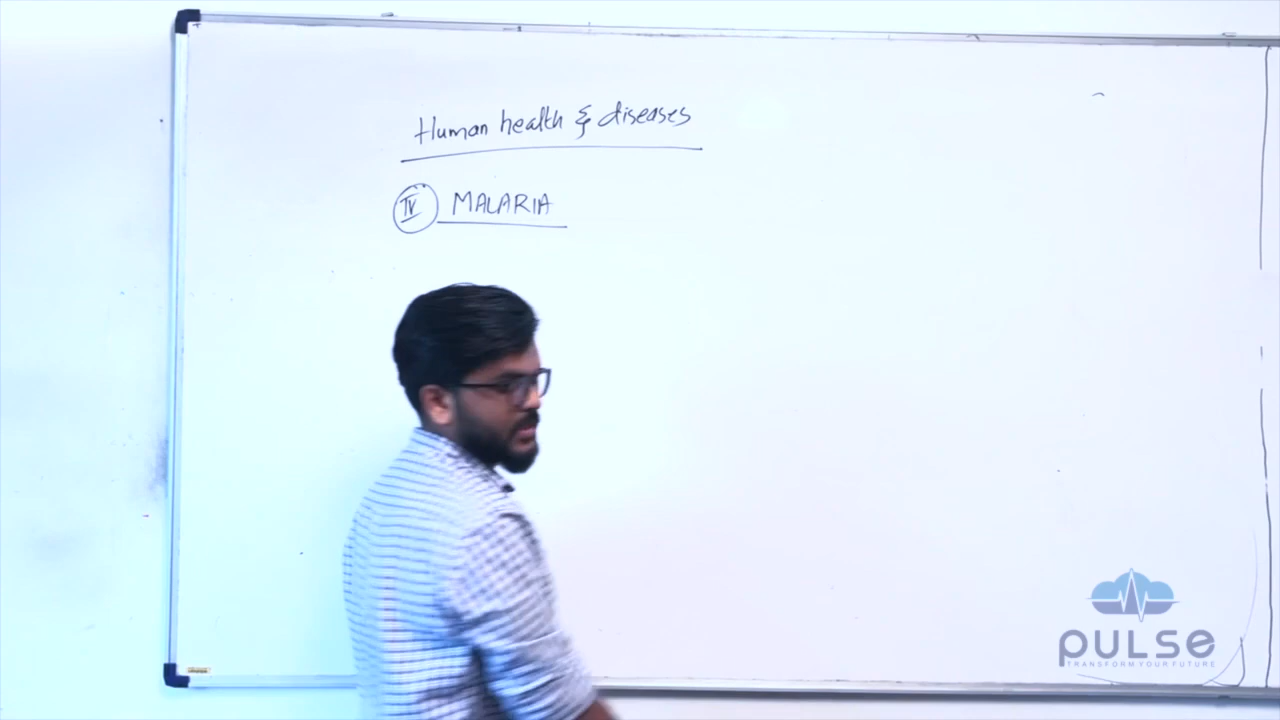 Human health & diseases
IV MALARIA
PULSE
TRANSFORM YOUR FUTURE